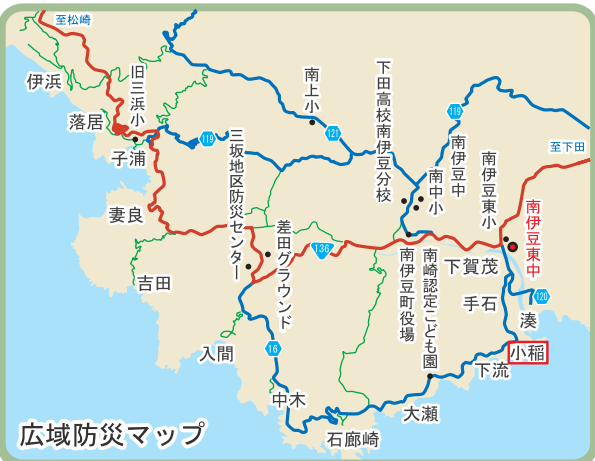 至松崎
伊浜
旧三浜小
落居
子浦
119
三坂地区防災センター
南上小
121
下田高校南伊豆分校
119
南伊豆中
南中小
南伊豆東小
至下田
南伊豆東中
妻良
差田グラウンド
136
吉田
南伊豆町役場
南崎認定こども園
下賀茂
手石
120
湊
入間
16
小稲
下流
中木
大瀬
石廊崎
広域防災マップ